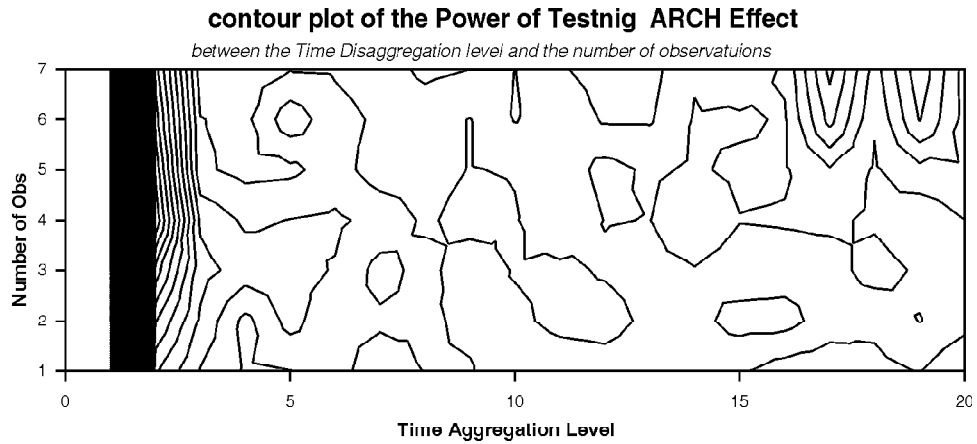 contour plot of the Power of Testnig ARCH Effect
between the Time Disaggregation level and the number of observatuions
7
6
5
4
3
2
1
Number of Obs
0 5 10 15 20
Time Aggregation Level